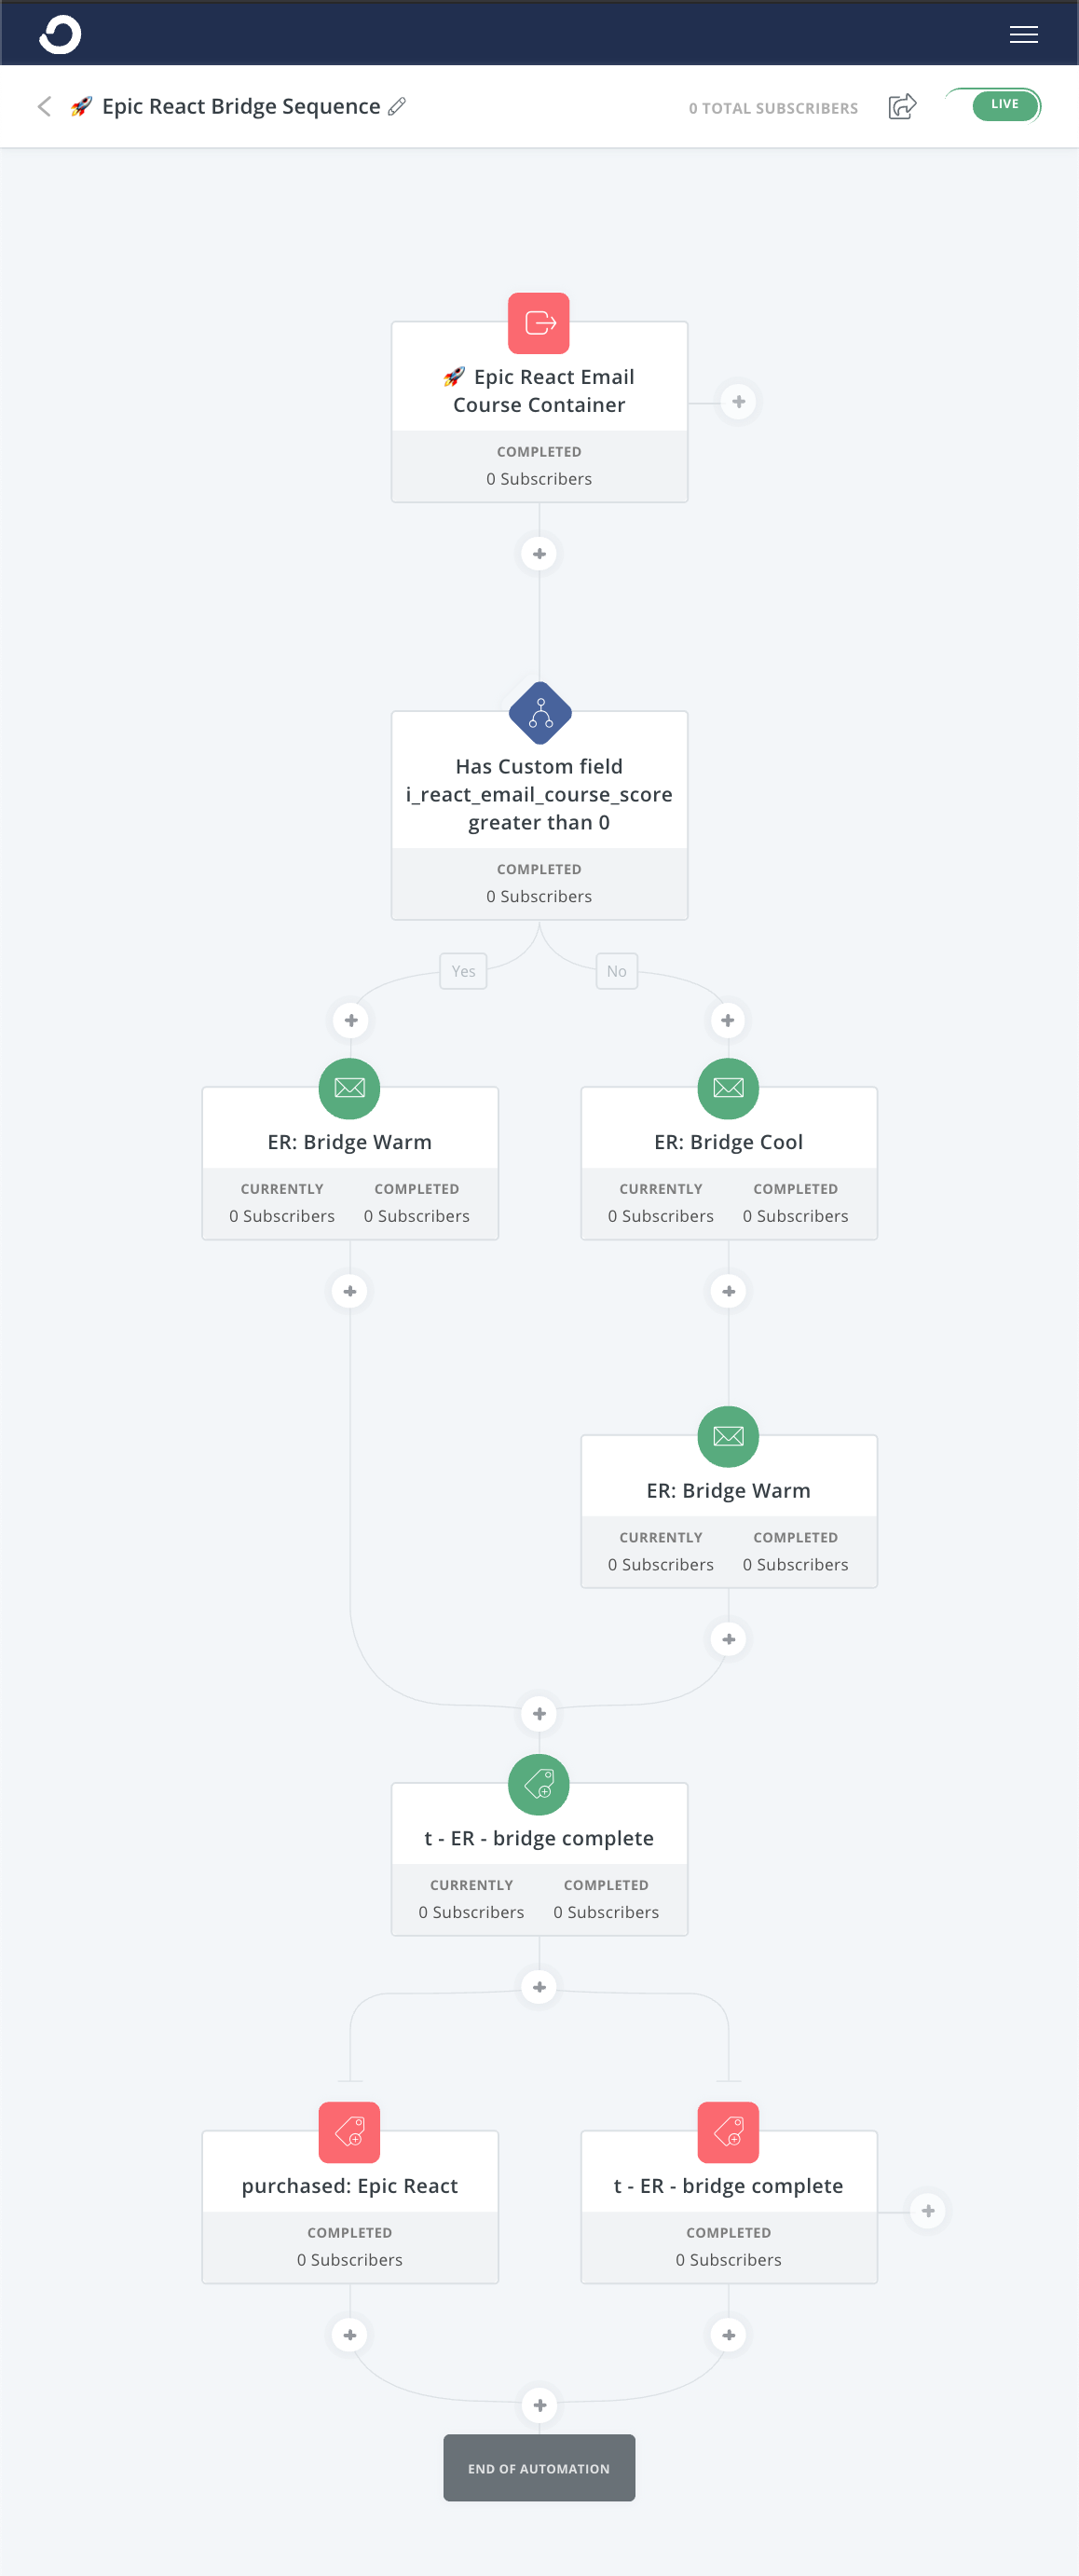 🚀 Epic React Bridge Sequence
0 TOTAL SUBSCRIBERS
LIVE
🚀 Epic React Email
Course Container
COMPLETED
0 Subscribers
Has Custom field
i_react_email_course_score
greater than 0
COMPLETED
0 Subscribers
Yes
No
ER: Bridge Warm
CURRENTLY COMPLETED
0 Subscribers 0 Subscribers
ER: Bridge Cool
CURRENTLY COMPLETED
0 Subscribers 0 Subscribers
ER: Bridge Warm
CURRENTLY COMPLETED
0 Subscribers 0 Subscribers
t - ER - bridge complete
CURRENTLY COMPLETED
0 Subscribers 0 Subscribers
purchased: Epic React
COMPLETED
0 Subscribers
t - ER - bridge complete
COMPLETED
0 Subscribers
END OF AUTOMATION